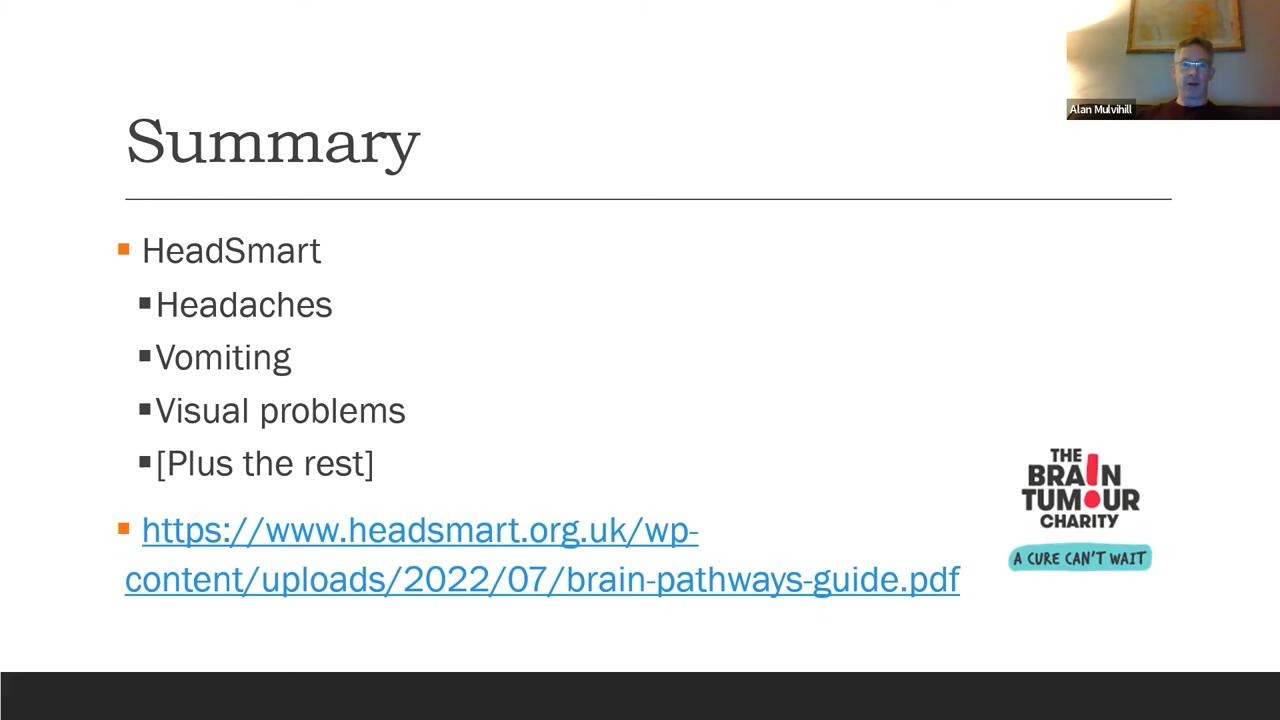 Alan Mulvihill
Summary
HeadSmart
Headaches
Vomiting
Visual problems
[Plus the rest]
https://www.headsmart.org.uk/wp-
content/uploads/2022/07/brain-pathways-guide.pdf
THE
BRA!N
TUMOUR
CHARITY
A CURE CAN'T WAIT